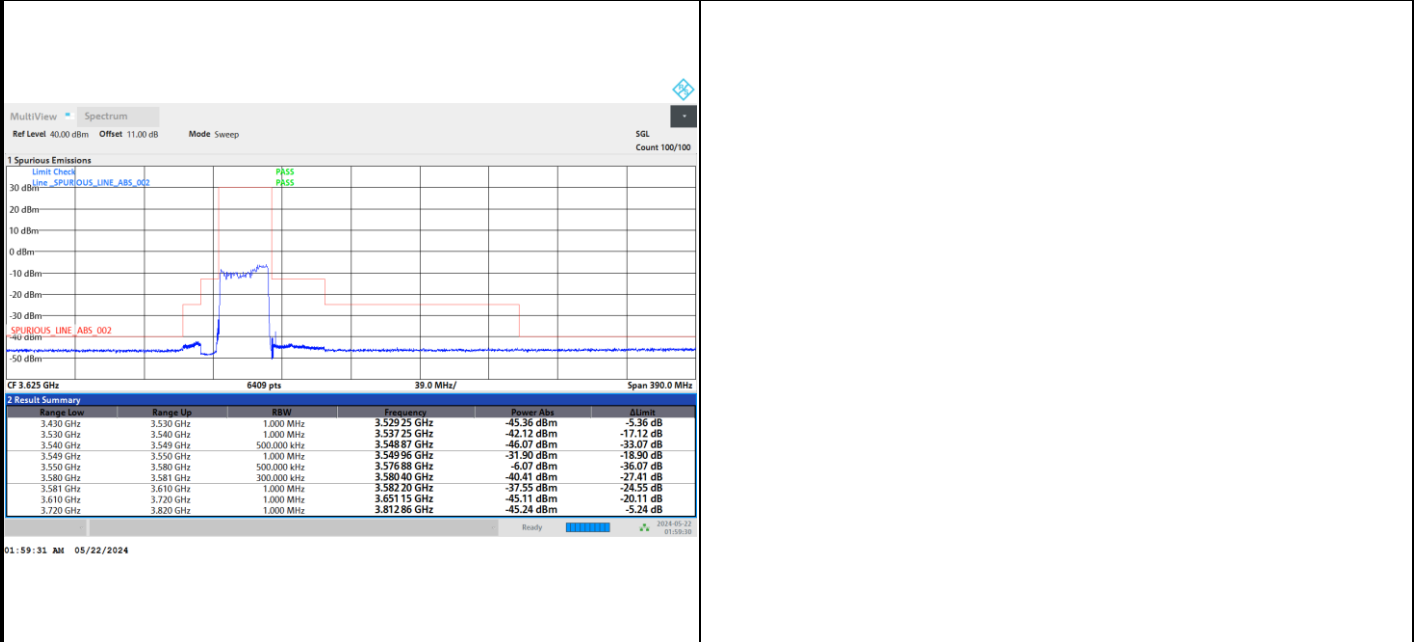 MultiView Spectrum
Ref Level 40.00 dBm Offset 11.00 dB Mode Sweep SGL
Count 100/100
1 Spurious Emissions
Limit Check PASS
Line _SPURIOUS_LINE_ABS_002 PASS
30 dBm
20 dBm
10 dBm
0 dBm
-10 dBm
-20 dBm
-30 dBm
SPURIOUS_LINE_ABS_002
-40 dBm
-50 dBm
CF 3.625 GHz 6409 pts 39.0 MHz/ Span 390.0 MHz
2 Result Summary
Range Low Range Up RBW Frequency Power Abs ΔLimit
3.430 GHz 3.530 GHz 1.000 MHz 3.529 25 GHz -45.36 dBm -5.36 dB
3.530 GHz 3.540 GHz 1.000 MHz 3.537 25 GHz -42.12 dBm -17.12 dB
3.540 GHz 3.549 GHz 500.000 kHz 3.548 87 GHz -46.07 dBm -33.07 dB
3.549 GHz 3.550 GHz 1.000 MHz 3.549 96 GHz -31.90 dBm -18.90 dB
3.550 GHz 3.580 GHz 500.000 kHz 3.576 88 GHz -6.07 dBm -36.07 dB
3.580 GHz 3.581 GHz 300.000 kHz 3.580 40 GHz -40.41 dBm -27.41 dB
3.581 GHz 3.610 GHz 1.000 MHz 3.582 20 GHz -37.55 dBm -24.55 dB
3.610 GHz 3.720 GHz 1.000 MHz 3.651 15 GHz -45.11 dBm -20.11 dB
3.720 GHz 3.820 GHz 1.000 MHz 3.812 86 GHz -45.24 dBm -5.24 dB
Ready 2024-05-22
01:59:30
01:59:31 AM 05/22/2024